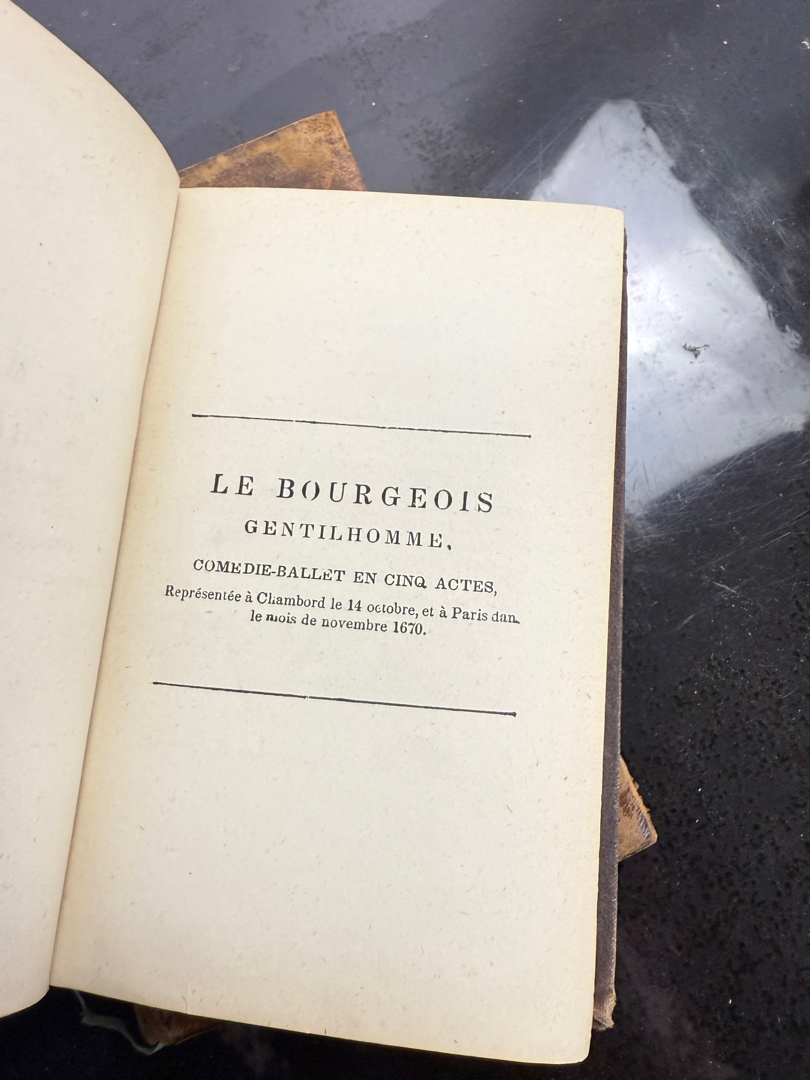 LE BOURGEOIS
GENTILHOMME,
COMEDIE-BALLET EN CINQ ACTES,
Représentée à Chambord le 14 octobre, et à Paris dan.
le mois de novembre 1670.